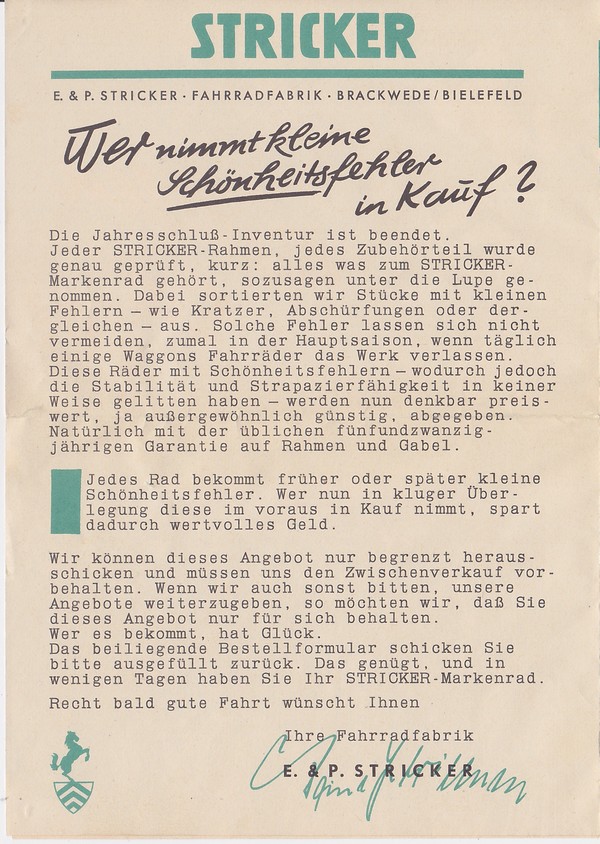 STRICKER
E. & P. STRICKER · FAHRRADFABRIK · BRACKWEDE/BIELEFELD
Wer nimmt kleine
Schönheitsfehler
in Kauf?
Die Jahresschluß-Inventur ist beendet.
Jeder STRICKER-Rahmen, jedes Zubehörteil wurde
genau geprüft, kurz: alles was zum STRICKER-
Markenrad gehört, sozusagen unter die Lupe ge-
nommen. Dabei sortierten wir Stücke mit kleinen
Fehlern — wie Kratzer, Abschürfungen oder der-
gleichen — aus. Solche Fehler lassen sich nicht
vermeiden, zumal in der Hauptsaison, wenn täglich
einige Waggons Fahrräder das Werk verlassen.
Diese Räder mit Schönheitsfehlern — wodurch jedoch
die Stabilität und Strapazierfähigkeit in keiner
Weise gelitten haben — werden nun denkbar preis-
wert, ja außergewöhnlich günstig, abgegeben.
Natürlich mit der üblichen fünfundzwanzig-
jährigen Garantie auf Rahmen und Gabel.
Jedes Rad bekommt früher oder später kleine
Schönheitsfehler. Wer nun in kluger Über-
legung diese im voraus in Kauf nimmt, spart
dadurch wertvolles Geld.
Wir können dieses Angebot nur begrenzt heraus-
schicken und müssen uns den Zwischenverkauf vor-
behalten. Wenn wir auch sonst bitten, unsere
Angebote weiterzugeben, so möchten wir, daß Sie
dieses Angebot nur für sich behalten.
Wer es bekommt, hat Glück.
Das beiliegende Bestellformular schicken Sie
bitte ausgefüllt zurück. Das genügt, und in
wenigen Tagen haben Sie Ihr STRICKER-Markenrad.
Recht bald gute Fahrt wünscht Ihnen
Ihre Fahrradfabrik
E. & P. STRICKER